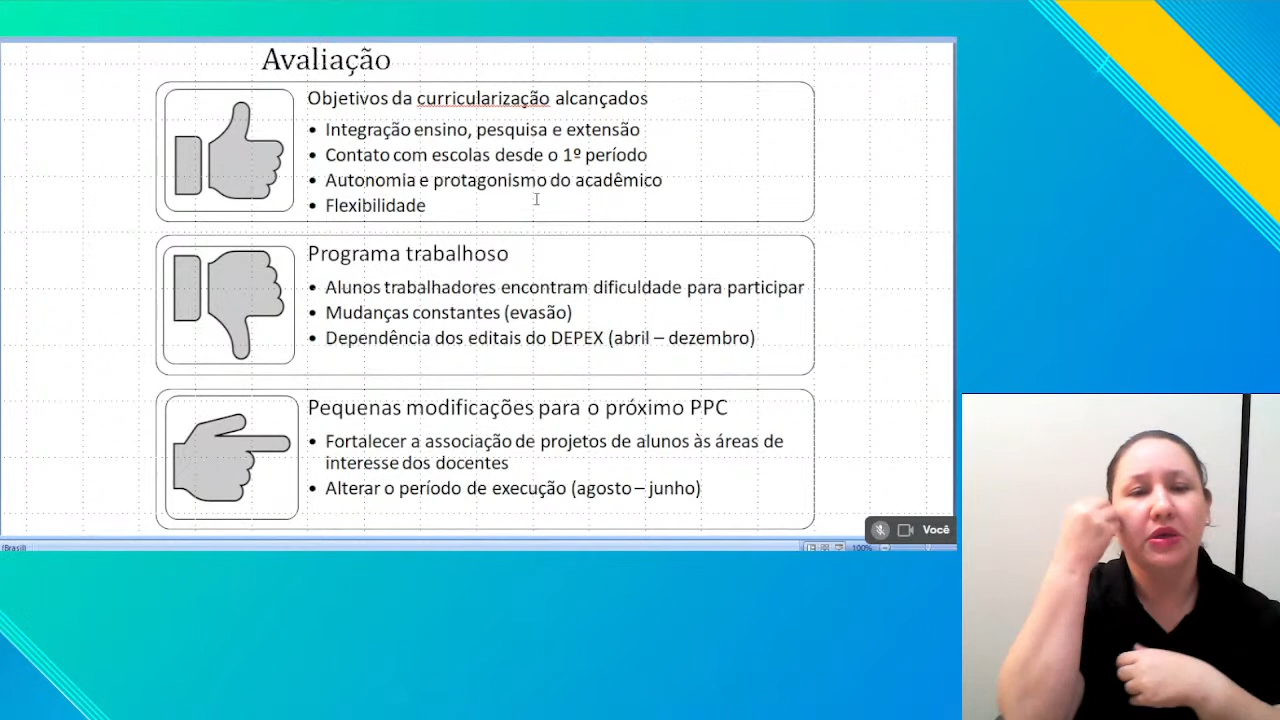 Avaliação
Objetivos da curricularização alcançados
• Integração ensino, pesquisa e extensão
• Contato com escolas desde o 1º período
• Autonomia e protagonismo do acadêmico
• Flexibilidade
Programa trabalhoso
• Alunos trabalhadores encontram dificuldade para participar
• Mudanças constantes (evasão)
• Dependência dos editais do DEPEX (abril – dezembro)
Pequenas modificações para o próximo PPC
• Fortalecer a associação de projetos de alunos às áreas de
interesse dos docentes
• Alterar o período de execução (agosto – junho)
Você
(Brasil)
100%